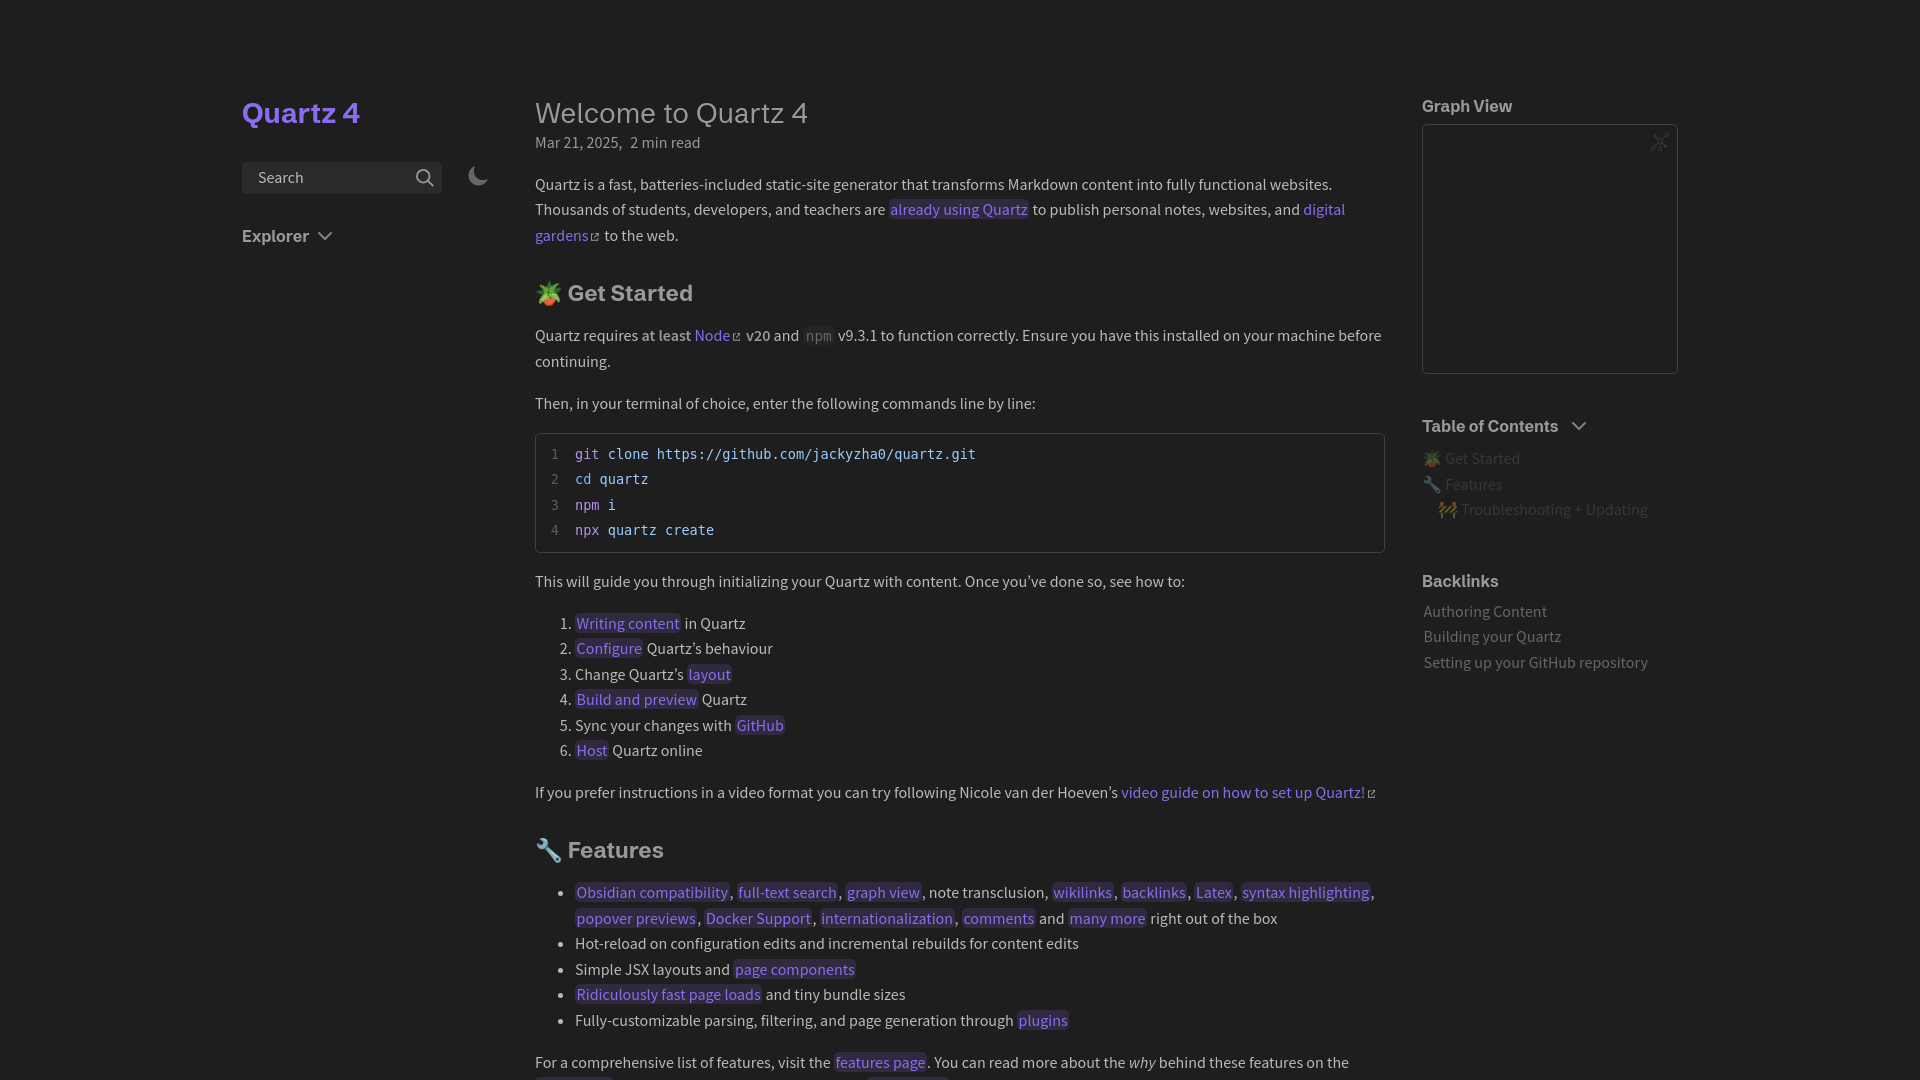 Quartz 4
Search
Explorer
Welcome to Quartz 4
Mar 21, 2025, 2 min read
Quartz is a fast, batteries-included static-site generator that transforms Markdown content into fully functional websites.
Thousands of students, developers, and teachers are already using Quartz to publish personal notes, websites, and digital
gardens to the web.
🪴 Get Started
Quartz requires at least Node v20 and npm v9.3.1 to function correctly. Ensure you have this installed on your machine before
continuing.
Then, in your terminal of choice, enter the following commands line by line:
1 git clone https://github.com/jackyzha0/quartz.git
2 cd quartz
3 npm i
4 npx quartz create
This will guide you through initializing your Quartz with content. Once you’ve done so, see how to:
1. Writing content in Quartz
2. Configure Quartz’s behaviour
3. Change Quartz’s layout
4. Build and preview Quartz
5. Sync your changes with GitHub
6. Host Quartz online
If you prefer instructions in a video format you can try following Nicole van der Hoeven’s video guide on how to set up Quartz!
🔧 Features
• Obsidian compatibility, full-text search, graph view, note transclusion, wikilinks, backlinks, Latex, syntax highlighting,
popover previews, Docker Support, internationalization, comments and many more right out of the box
• Hot-reload on configuration edits and incremental rebuilds for content edits
• Simple JSX layouts and page components
• Ridiculously fast page loads and tiny bundle sizes
• Fully-customizable parsing, filtering, and page generation through plugins
For a comprehensive list of features, visit the features page. You can read more about the why behind these features on the
Graph View
Table of Contents
🪴 Get Started
🔧 Features
🚧 Troubleshooting + Updating
Backlinks
Authoring Content
Building your Quartz
Setting up your GitHub repository